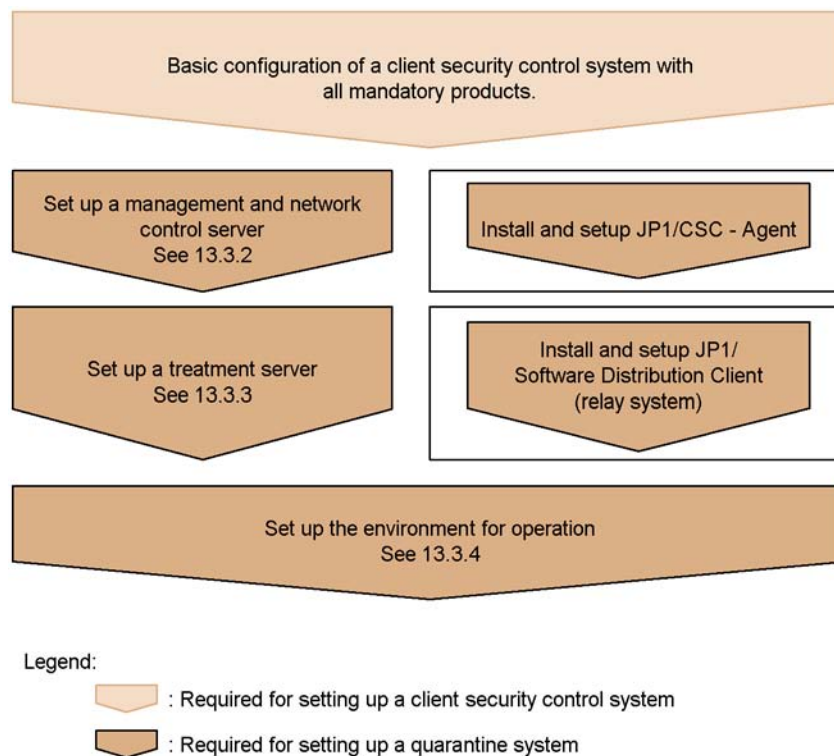 Basic configuration of a client security control system with
all mandatory products.
Set up a management and network
control server
See 13.3.2
Install and setup JP1/CSC - Agent
Set up a treatment server
See 13.3.3
Install and setup JP1/
Software Distribution Client
(relay system)
Set up the environment for operation
See 13.3.4
Legend:
: Required for setting up a client security control system
: Required for setting up a quarantine system